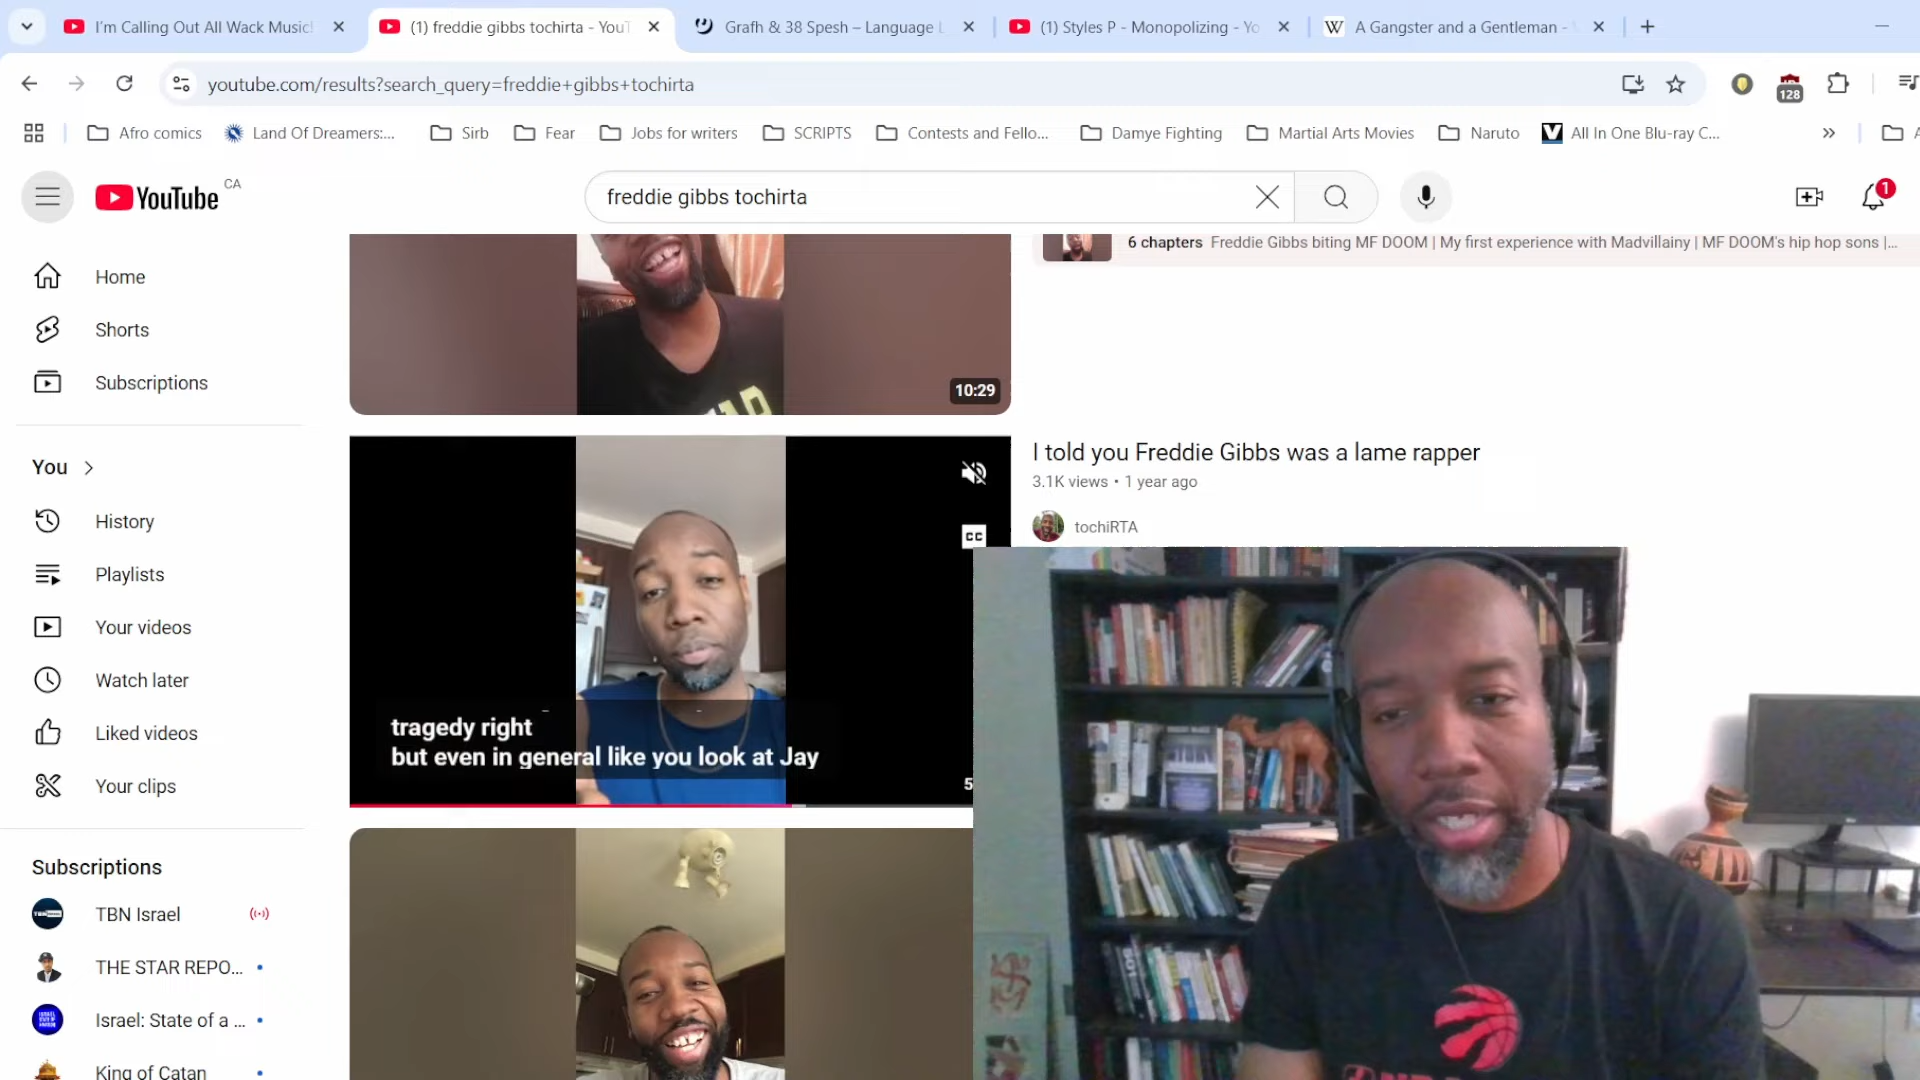 I'm Calling Out All Wack Music!
(1) freddie gibbs tochirta - YouT
Grafh & 38 Spesh – Language L
(1) Styles P - Monopolizing - Yo
A Gangster and a Gentleman -
youtube.com/results?search_query=freddie+gibbs+tochirta
128
Afro comics
Land Of Dreamers:...
Sirb
Fear
Jobs for writers
SCRIPTS
Contests and Fello...
Damye Fighting
Martial Arts Movies
Naruto
All In One Blu-ray C...
YouTube CA
freddie gibbs tochirta
1
6 chapters Freddie Gibbs biting MF DOOM | My first experience with Madvillainy | MF DOOM's hip hop sons |...
Home
Shorts
Subscriptions
10:29
You
History
Playlists
Your videos
Watch later
Liked videos
Your clips
I told you Freddie Gibbs was a lame rapper
3.1K views • 1 year ago
tochiRTA
CC
tragedy right
but even in general like you look at Jay
5
Subscriptions
TBN Israel
THE STAR REPO...
Israel: State of a ...
King of Catan